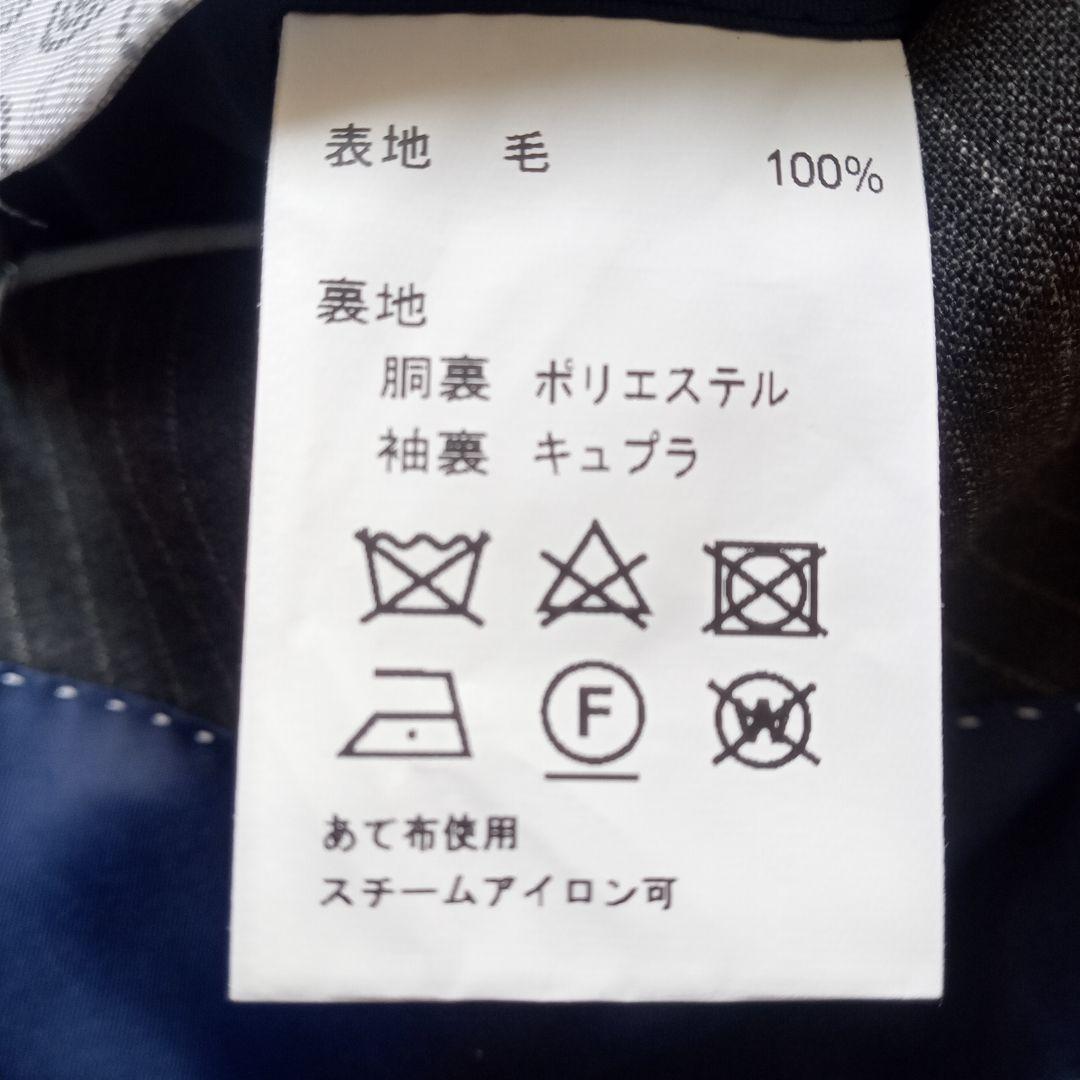 表地 毛 100%
裏地
胴裏 ポリエステル
袖裏 キュプラ
F
W
あて布使用
スチームアイロン可